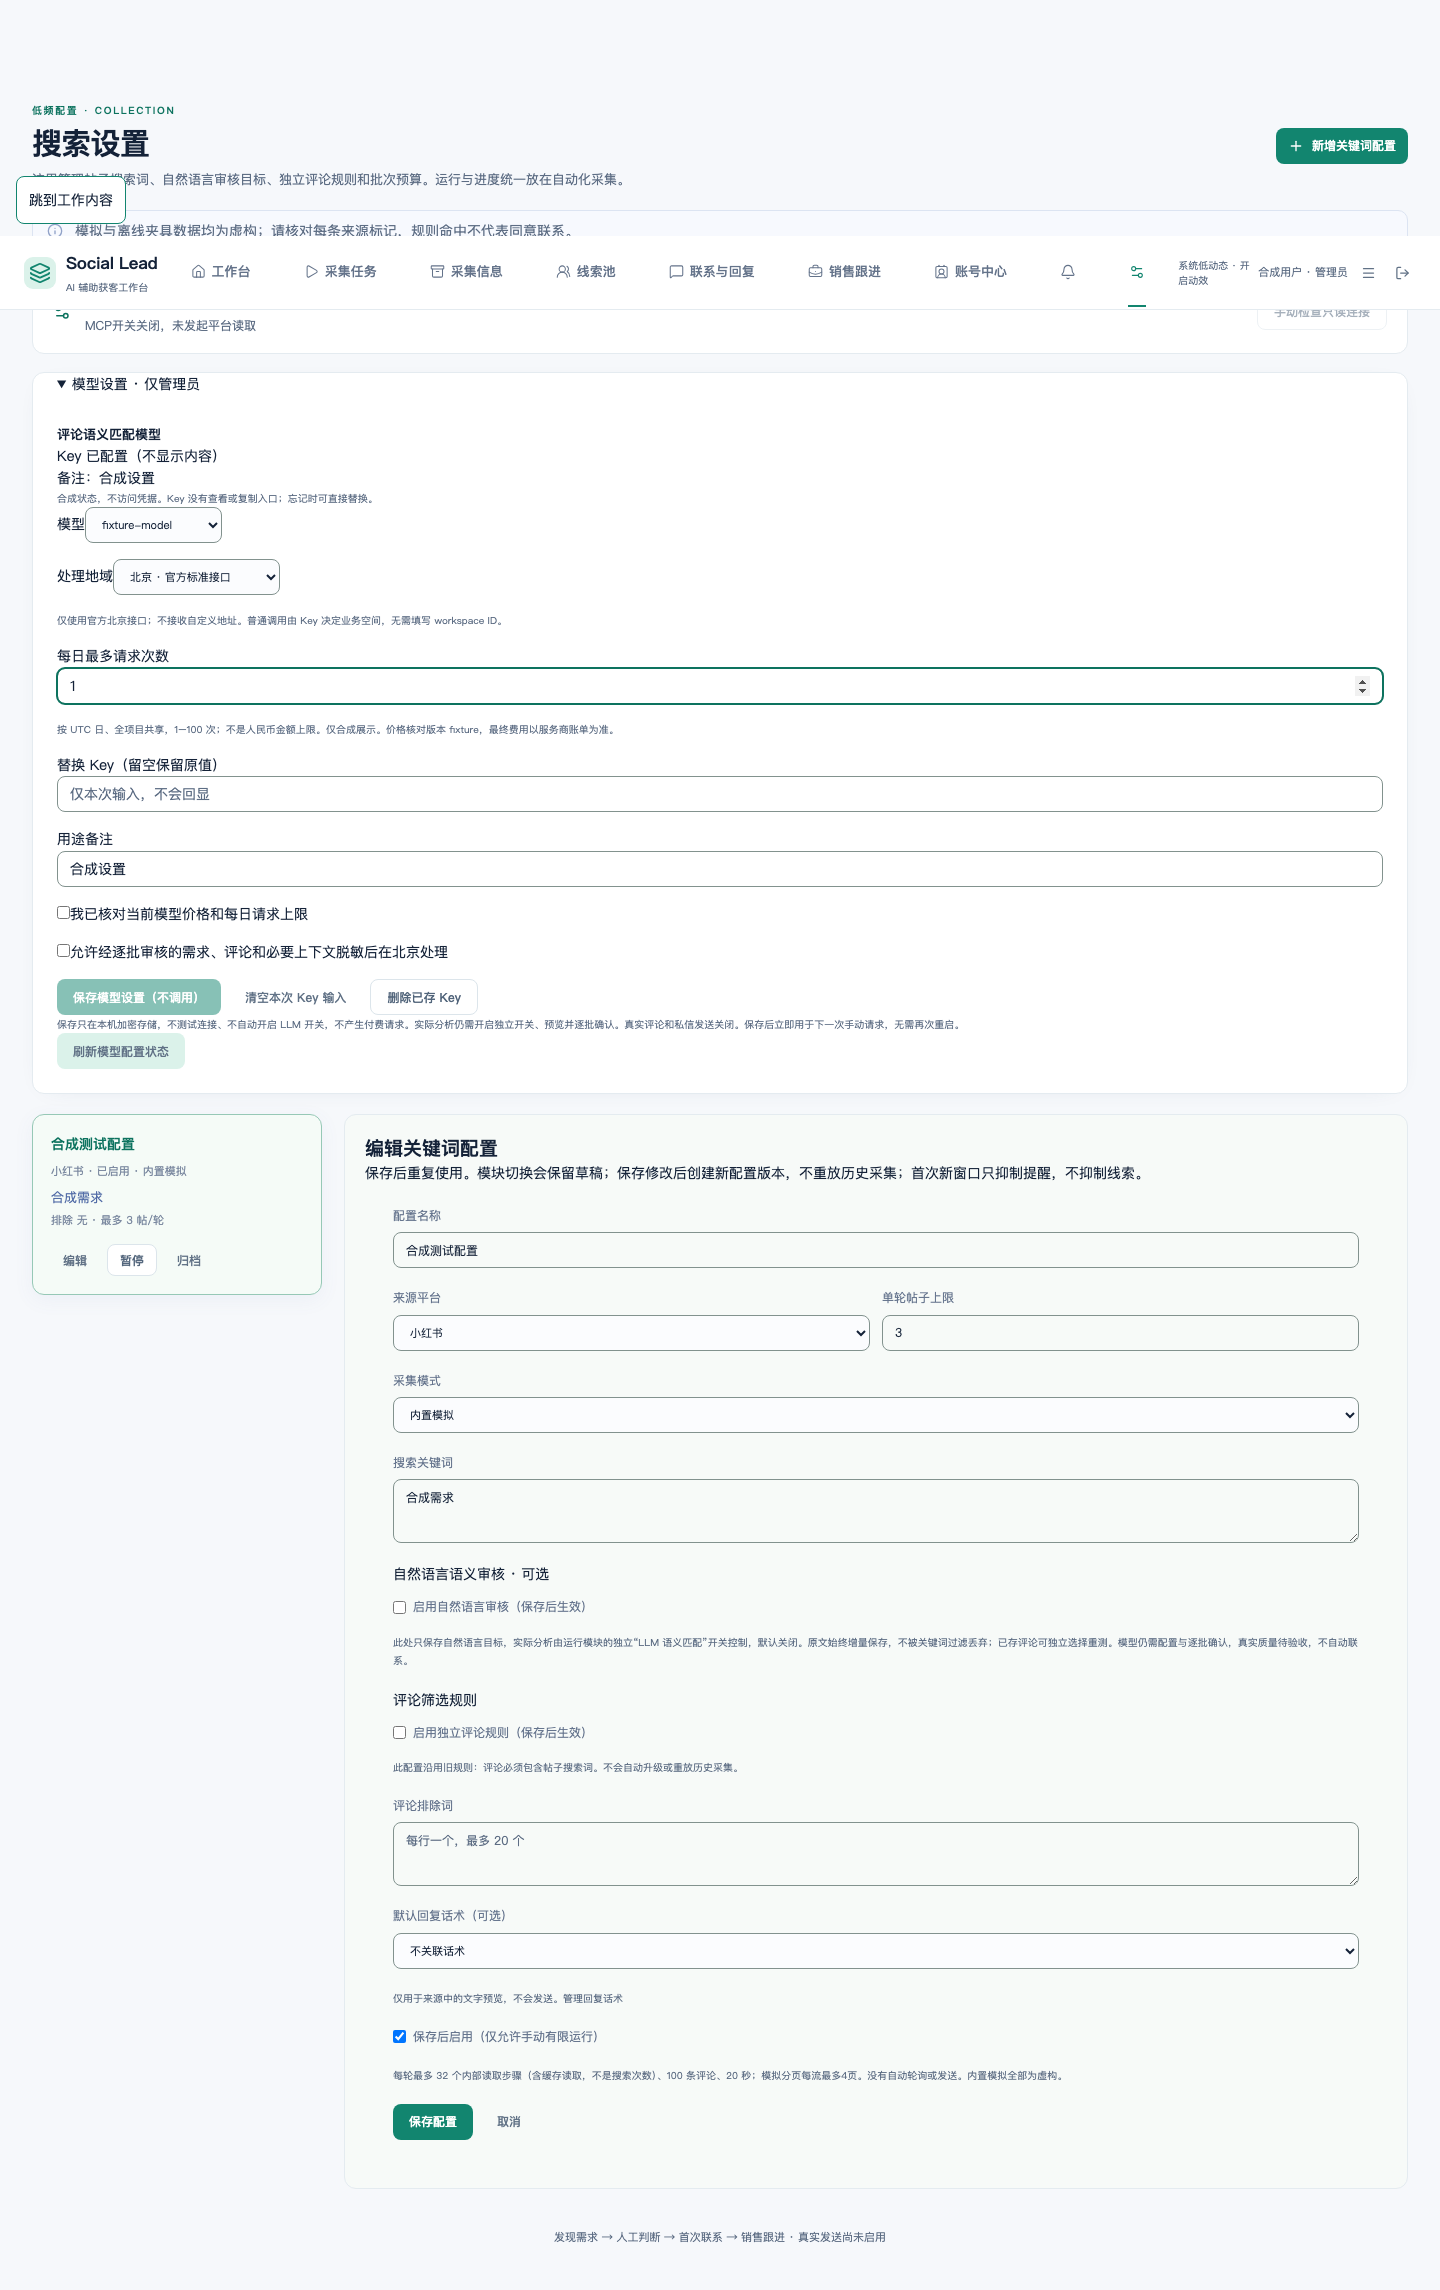 低频配置 · COLLECTION
搜索设置
新增关键词配置
索词、自然语言审核目标、独立评论规则和批次预算。运行与进度统一放在自动化采集。
跳到工作内容
模拟与离线夹具数据均为虚构；请核对每条来源标记，规则命中不代表同意联系。
Social Lead
AI 辅助获客工作台
工作台
采集任务
采集信息
线索池
联系与回复
销售跟进
账号中心
系统低动态 · 开启动效
合成用户 · 管理员
MCP开关关闭，未发起平台读取
手动检查只读连接
▼ 模型设置 · 仅管理员
评论语义匹配模型
Key 已配置（不显示内容）
备注：合成设置
合成状态，不访问凭据。Key 没有查看或复制入口；忘记时可直接替换。
模型 fixture-model
处理地域 北京 · 官方标准接口
仅使用官方北京接口；不接收自定义地址。普通调用由 Key 决定业务空间，无需填写 workspace ID。
每日最多请求次数
1
按 UTC 日、全项目共享，1—100 次；不是人民币金额上限。仅合成展示。价格核对版本 fixture，最终费用以服务商账单为准。
替换 Key（留空保留原值）
仅本次输入，不会回显
用途备注
合成设置
我已核对当前模型价格和每日请求上限
允许经逐批审核的需求、评论和必要上下文脱敏后在北京处理
保存模型设置（不调用） 清空本次 Key 输入 删除已存 Key
保存只在本机加密存储，不测试连接、不自动开启 LLM 开关，不产生付费请求。实际分析仍需开启独立开关、预览并逐批确认。真实评论和私信发送关闭。保存后立即用于下一次手动请求，无需再次重启。
刷新模型配置状态
合成测试配置
小红书 · 已启用 · 内置模拟
合成需求
排除 无 · 最多 3 帖/轮
编辑 暂停 归档
编辑关键词配置
保存后重复使用。模块切换会保留草稿；保存修改后创建新配置版本，不重放历史采集；首次新窗口只抑制提醒，不抑制线索。
配置名称
合成测试配置
来源平台 单轮帖子上限
小红书 3
采集模式
内置模拟
搜索关键词
合成需求
自然语言语义审核 · 可选
启用自然语言审核（保存后生效）
此处只保存自然语言目标，实际分析由运行模块的独立“LLM 语义匹配”开关控制，默认关闭。原文始终增量保存，不被关键词过滤丢弃；已存评论可独立选择重测。模型仍需配置与逐批确认，真实质量待验收，不自动联
系。
评论筛选规则
启用独立评论规则（保存后生效）
此配置沿用旧规则：评论必须包含帖子搜索词。不会自动升级或重放历史采集。
评论排除词
每行一个，最多 20 个
默认回复话术（可选）
不关联话术
仅用于来源中的文字预览，不会发送。管理回复话术
保存后启用（仅允许手动有限运行）
每轮最多 32 个内部读取步骤（含缓存读取，不是搜索次数）、100 条评论、20 秒；模拟分页每流最多4页。没有自动轮询或发送。内置模拟全部为虚构。
保存配置 取消
发现需求 → 人工判断 → 首次联系 → 销售跟进 · 真实发送尚未启用